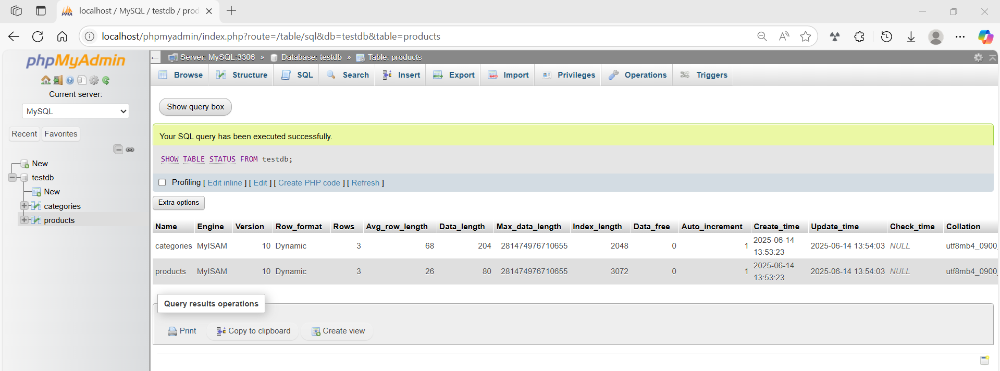 localhost / MySQL / testdb / prod
localhost/phpmyadmin/index.php?route=/table/sql&db=testdb&table=products
phpMyAdmin
Current server:
MySQL
Recent Favorites
New
testdb
New
categories
products
Server: MySQL:3306 » Database: testdb » Table: products
Browse Structure SQL Search Insert Export Import Privileges Operations Triggers
Show query box
Your SQL query has been executed successfully.
SHOW TABLE STATUS FROM testdb;
Profiling [ Edit inline ] [ Edit ] [ Create PHP code ] [ Refresh ]
Extra options
Name Engine Version Row_format Rows Avg_row_length Data_length Max_data_length Index_length Data_free Auto_increment Create_time Update_time Check_time Collation
categories MyISAM 10 Dynamic 3 68 204 281474976710655 2048 0 1 2025-06-14 13:53:23 2025-06-14 13:54:03 NULL utf8mb4_0900_
products MyISAM 10 Dynamic 3 26 80 281474976710655 3072 0 1 2025-06-14 13:53:23 2025-06-14 13:54:03 NULL utf8mb4_0900_
Query results operations
Print Copy to clipboard Create view